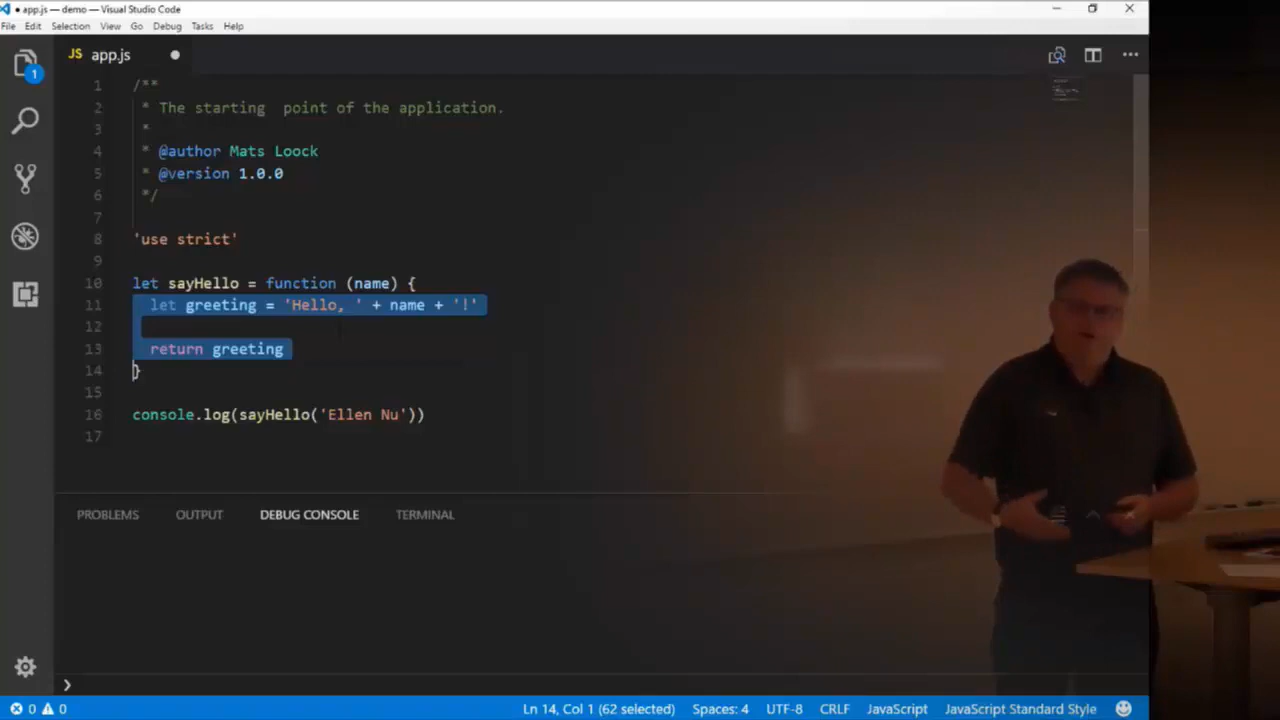 ● app.js — demo — Visual Studio Code
File Edit Selection View Go Debug Tasks Help
JS app.js ●
1
1 /**
2  * The starting  point of the application.
3  *
4  * @author Mats Loock
5  * @version 1.0.0
6  */
7
8 'use strict'
9
10 let sayHello = function (name) {
11   let greeting = 'Hello, ' + name + '!'
12
13   return greeting
14 }
15
16 console.log(sayHello('Ellen Nu'))
17
PROBLEMS OUTPUT DEBUG CONSOLE TERMINAL
❯
0 0 Ln 14, Col 1 (62 selected) Spaces: 4 UTF-8 CRLF JavaScript JavaScript Standard Style